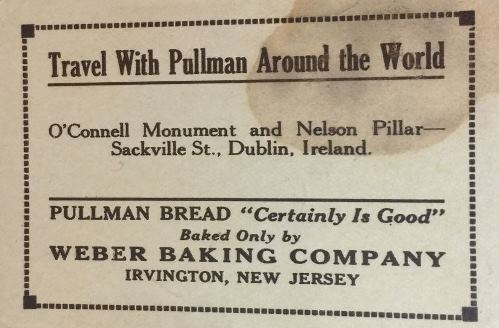 Travel With Pullman Around the World
O'Connell Monument and Nelson Pillar—
Sackville St., Dublin, Ireland.
PULLMAN BREAD "Certainly Is Good"
Baked Only by
WEBER BAKING COMPANY
IRVINGTON, NEW JERSEY